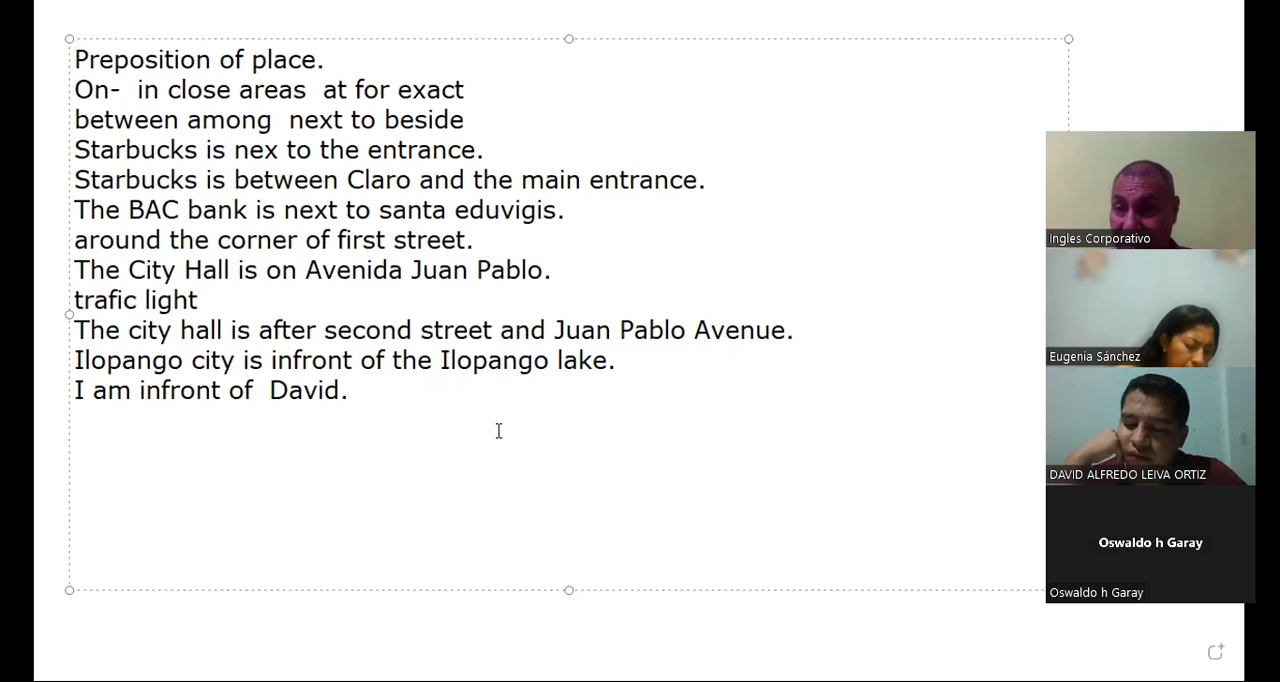 Preposition of place.
On-  in close areas  at for exact
between among  next to beside
Starbucks is nex to the entrance.
Starbucks is between Claro and the main entrance.
The BAC bank is next to santa eduvigis.
around the corner of first street.
The City Hall is on Avenida Juan Pablo.
trafic light
The city hall is after second street and Juan Pablo Avenue.
Ilopango city is infront of the Ilopango lake.
I am infront of  David.
Ingles Corporativo
Eugenia Sánchez
DAVID ALFREDO LEIVA ORTIZ
Oswaldo h Garay
Oswaldo h Garay